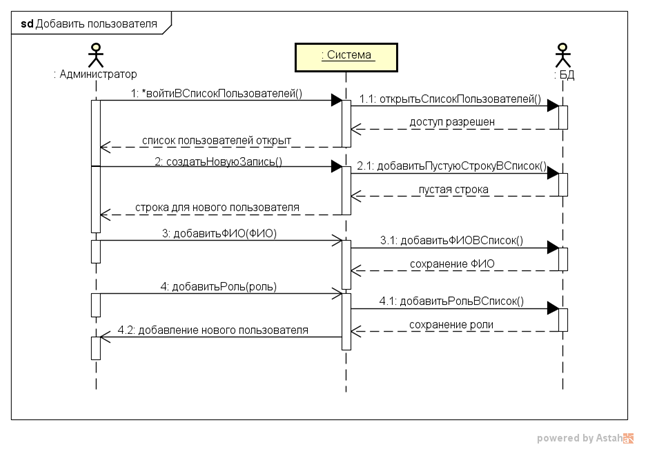 sd Добавить пользователя
: Администратор
: Система
: БД
1: *войтиВСписокПользователей()
1.1: открытьСписокПользователей()
доступ разрешен
список пользователей открыт
2: создатьНовуюЗапись()
2.1: добавитьПустуюСтрокуВСписок()
пустая строка
строка для нового пользователя
3: добавитьФИО(ФИО)
3.1: добавитьФИОВСписок()
сохранение ФИО
4: добавитьРоль(роль)
4.1: добавитьРольВСписок()
сохранение роли
4.2: добавление нового пользователя
powered by Astah